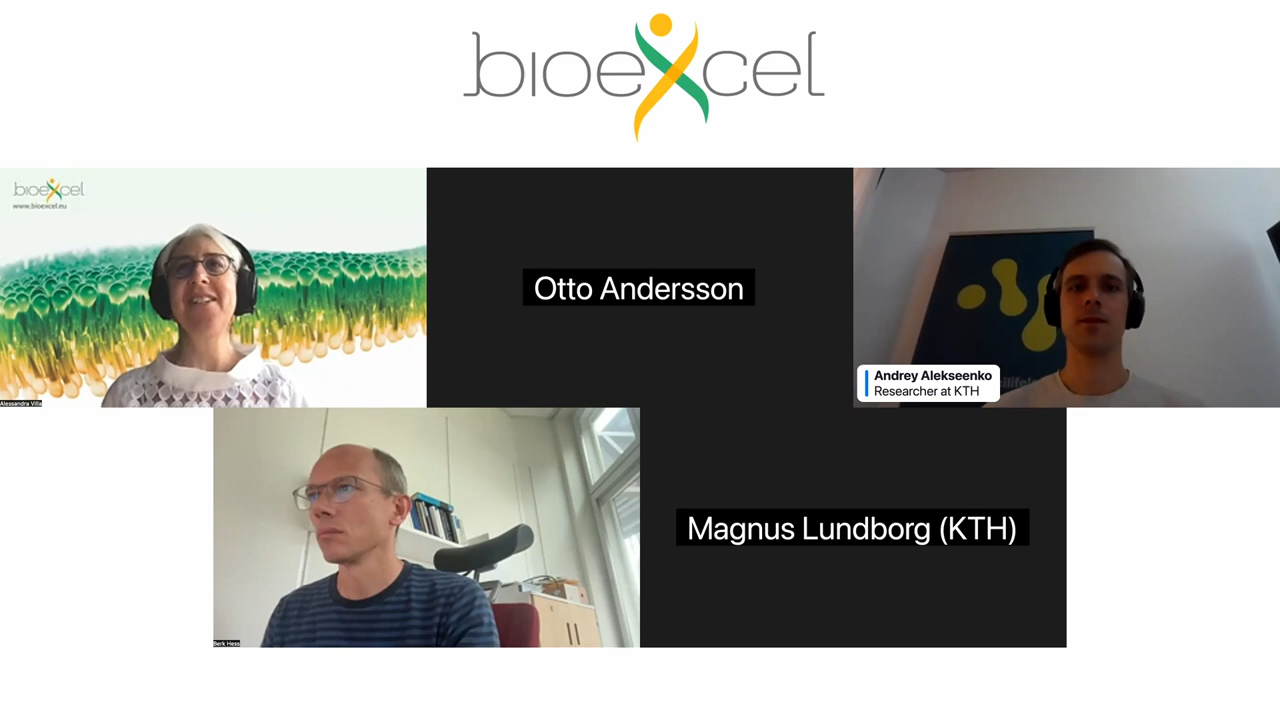 bioexcel
bioexcel
www.bioexcel.eu
Otto Andersson
Andrey Alekseenko
Researcher at KTH
Alessandra Villa
Magnus Lundborg (KTH)
Berk Hess